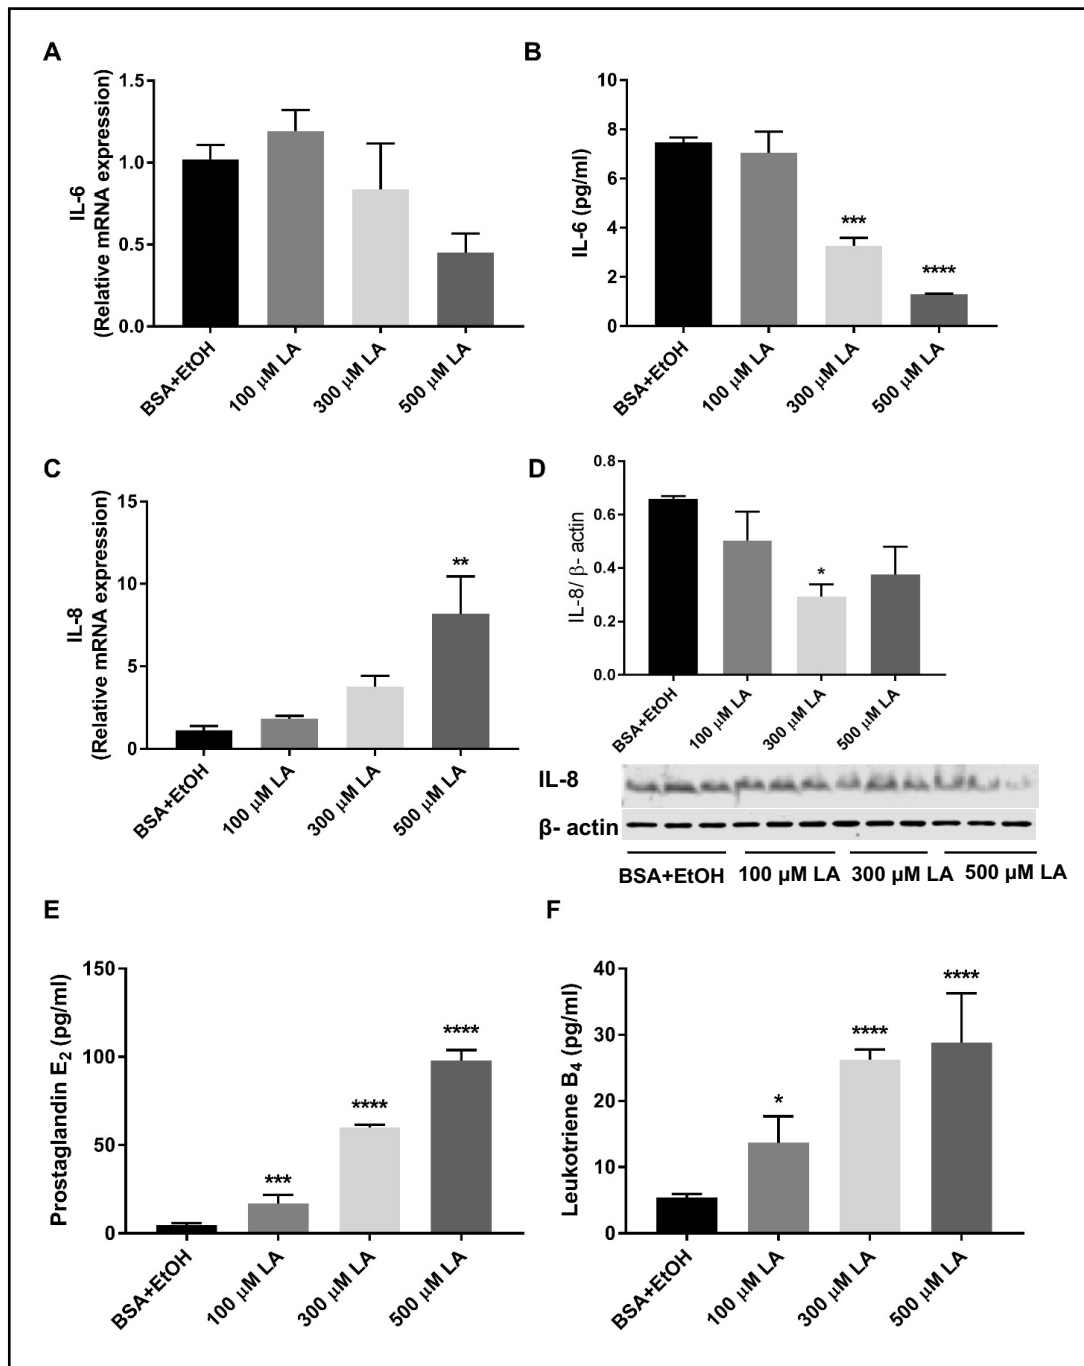 A
IL-6
(Relative mRNA expression)
1.5
1.0
0.5
0.0
BSA+EtOH
100 μM LA
300 μM LA
500 μM LA
B
IL-6 (pg/ml)
10
8
6
4
2
0
***
****
BSA+EtOH
100 μM LA
300 μM LA
500 μM LA
C
IL-8
(Relative mRNA expression)
15
10
5
0
**
BSA+EtOH
100 μM LA
300 μM LA
500 μM LA
D
IL-8/ β- actin
0.8
0.6
0.4
0.2
0.0
*
BSA+EtOH
100 μM LA
300 μM LA
500 μM LA
IL-8
β- actin
BSA+EtOH 100 μM LA 300 μM LA 500 μM LA
E
Prostaglandin E2 (pg/ml)
150
100
50
0
***
****
****
BSA+EtOH
100 μM LA
300 μM LA
500 μM LA
F
Leukotriene B4 (pg/ml)
40
30
20
10
0
*
****
****
BSA+EtOH
100 μM LA
300 μM LA
500 μM LA